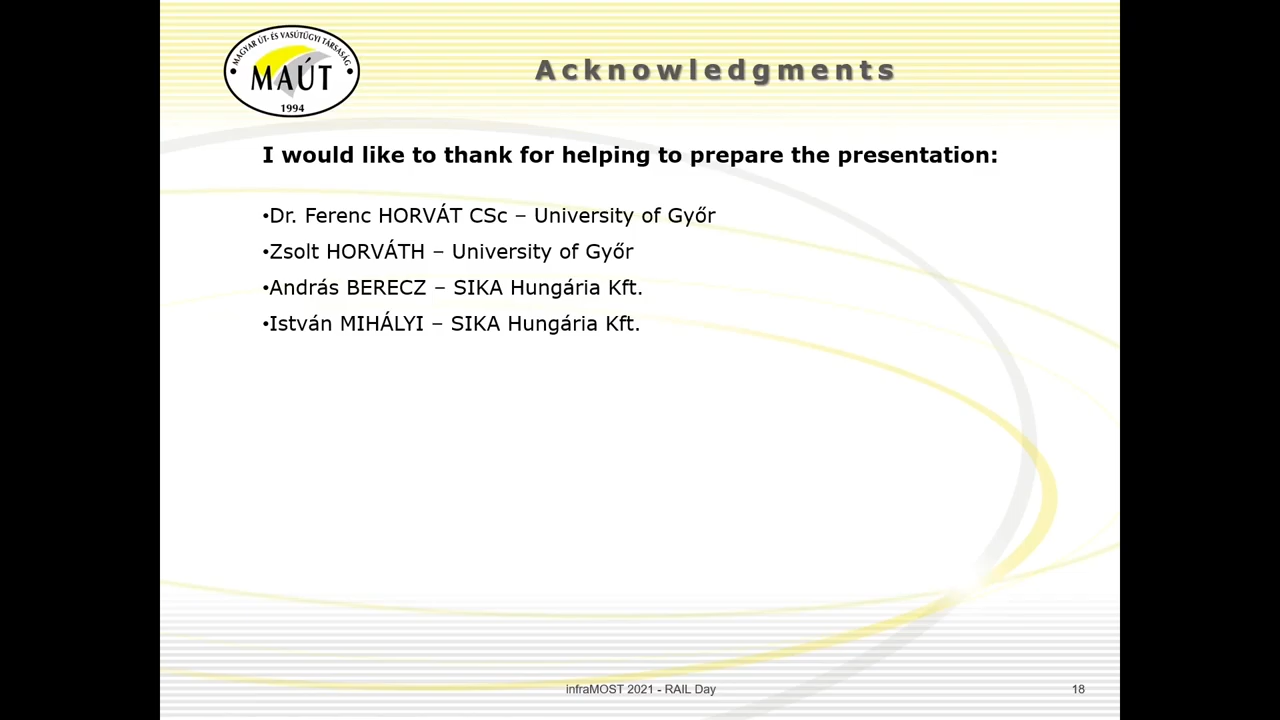 MAGYAR ÚT- ÉS VASÚTÜGYI TÁRSASÁG
MAÚT
1994
Acknowledgments
I would like to thank for helping to prepare the presentation:
•Dr. Ferenc HORVÁT CSc – University of Győr
•Zsolt HORVÁTH – University of Győr
•András BERECZ – SIKA Hungária Kft.
•István MIHÁLYI – SIKA Hungária Kft.
infraMOST 2021 - RAIL Day
18